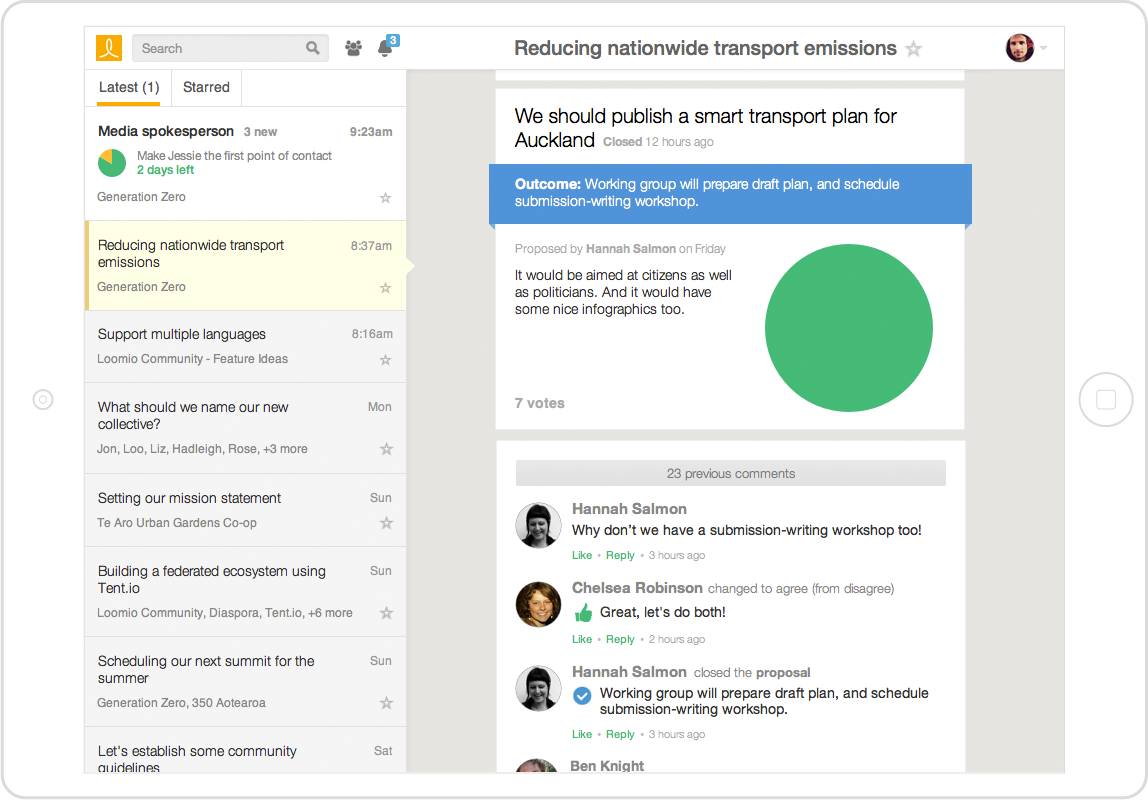 Search
3
Reducing nationwide transport emissions
Latest (1)
Starred
Media spokesperson 3 new 9:23am
Make Jessie the first point of contact
2 days left
Generation Zero
Reducing nationwide transport 8:37am
emissions
Generation Zero
Support multiple languages 8:16am
Loomio Community - Feature Ideas
What should we name our new Mon
collective?
Jon, Loo, Liz, Hadleigh, Rose, +3 more
Setting our mission statement Sun
Te Aro Urban Gardens Co-op
Building a federated ecosystem using Sun
Tent.io
Loomio Community, Diaspora, Tent.io, +6 more
Scheduling our next summit for the Sun
summer
Generation Zero, 350 Aotearoa
Let's establish some community Sat
guidelines
We should publish a smart transport plan for
Auckland Closed 12 hours ago
Outcome: Working group will prepare draft plan, and schedule
submission-writing workshop.
Proposed by Hannah Salmon on Friday
It would be aimed at citizens as well
as politicians. And it would have
some nice infographics too.
7 votes
23 previous comments
Hannah Salmon
Why don't we have a submission-writing workshop too!
Like • Reply • 3 hours ago
Chelsea Robinson changed to agree (from disagree)
Great, let's do both!
Like • Reply • 2 hours ago
Hannah Salmon closed the proposal
Working group will prepare draft plan, and schedule
submission-writing workshop.
Like • Reply • 3 hours ago
Ben Knight